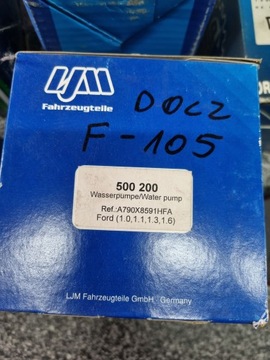 LJM
Fahrzeugteile
DOLZ
F-105
500 200
Wasserpumpe/Water pump
Ref.:A790X8591HFA
Ford (1.0,1.1,1.3,1.6)
LJM Fahrzeugteile GmbH . Germany